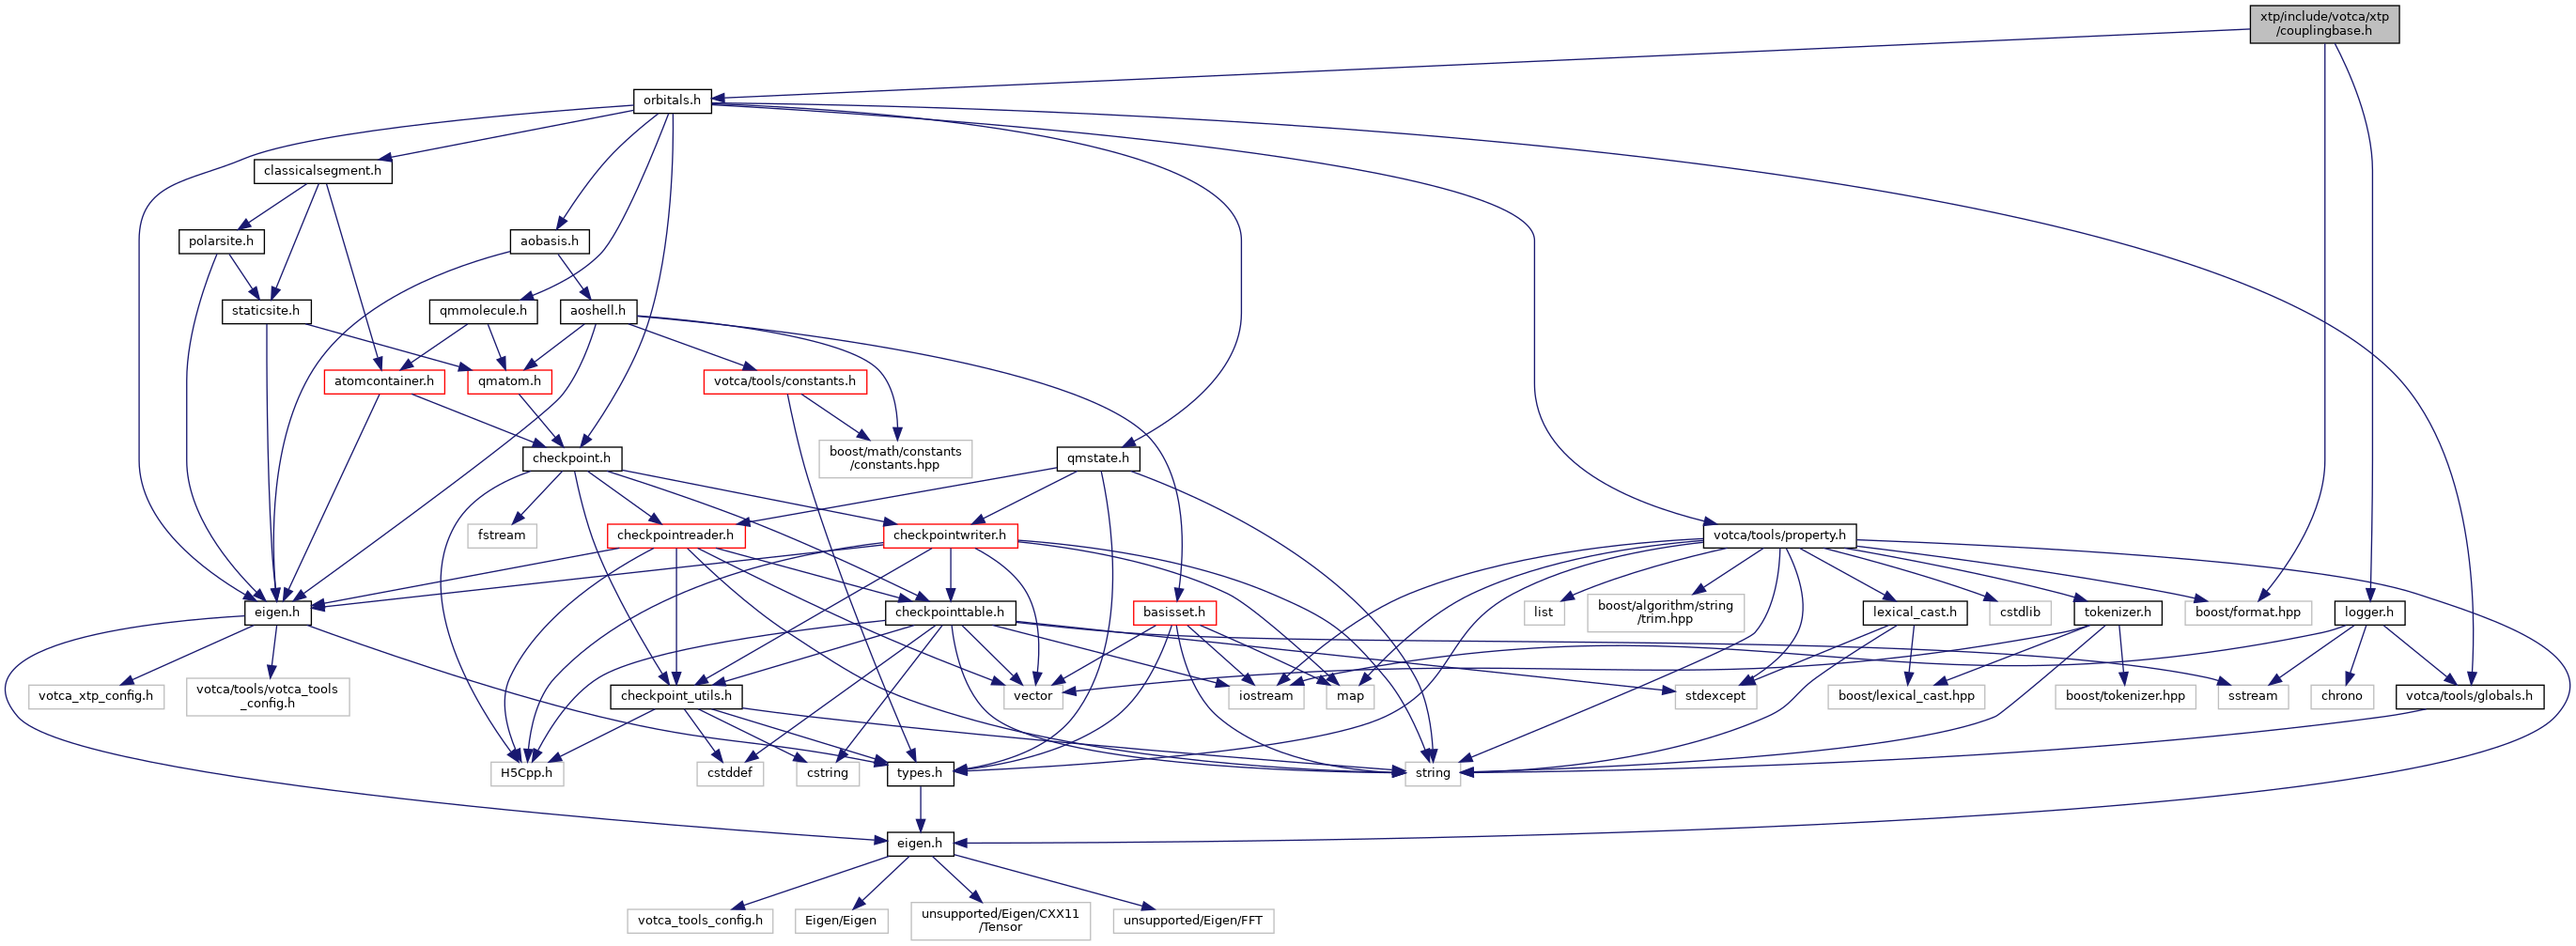 xtp/include/votca/xtp
/couplingbase.h
orbitals.h
classicalsegment.h
polarsite.h
aobasis.h
staticsite.h
qmmolecule.h
aoshell.h
atomcontainer.h
qmatom.h
votca/tools/constants.h
checkpoint.h
boost/math/constants
/constants.hpp
qmstate.h
fstream
checkpointreader.h
checkpointwriter.h
votca/tools/property.h
eigen.h
checkpointtable.h
basisset.h
list
boost/algorithm/string
/trim.hpp
lexical_cast.h
cstdlib
tokenizer.h
boost/format.hpp
logger.h
votca_xtp_config.h
votca/tools/votca_tools
_config.h
checkpoint_utils.h
vector
iostream
map
stdexcept
boost/lexical_cast.hpp
boost/tokenizer.hpp
sstream
chrono
votca/tools/globals.h
H5Cpp.h
cstddef
cstring
types.h
string
eigen.h
votca_tools_config.h
Eigen/Eigen
unsupported/Eigen/CXX11
/Tensor
unsupported/Eigen/FFT